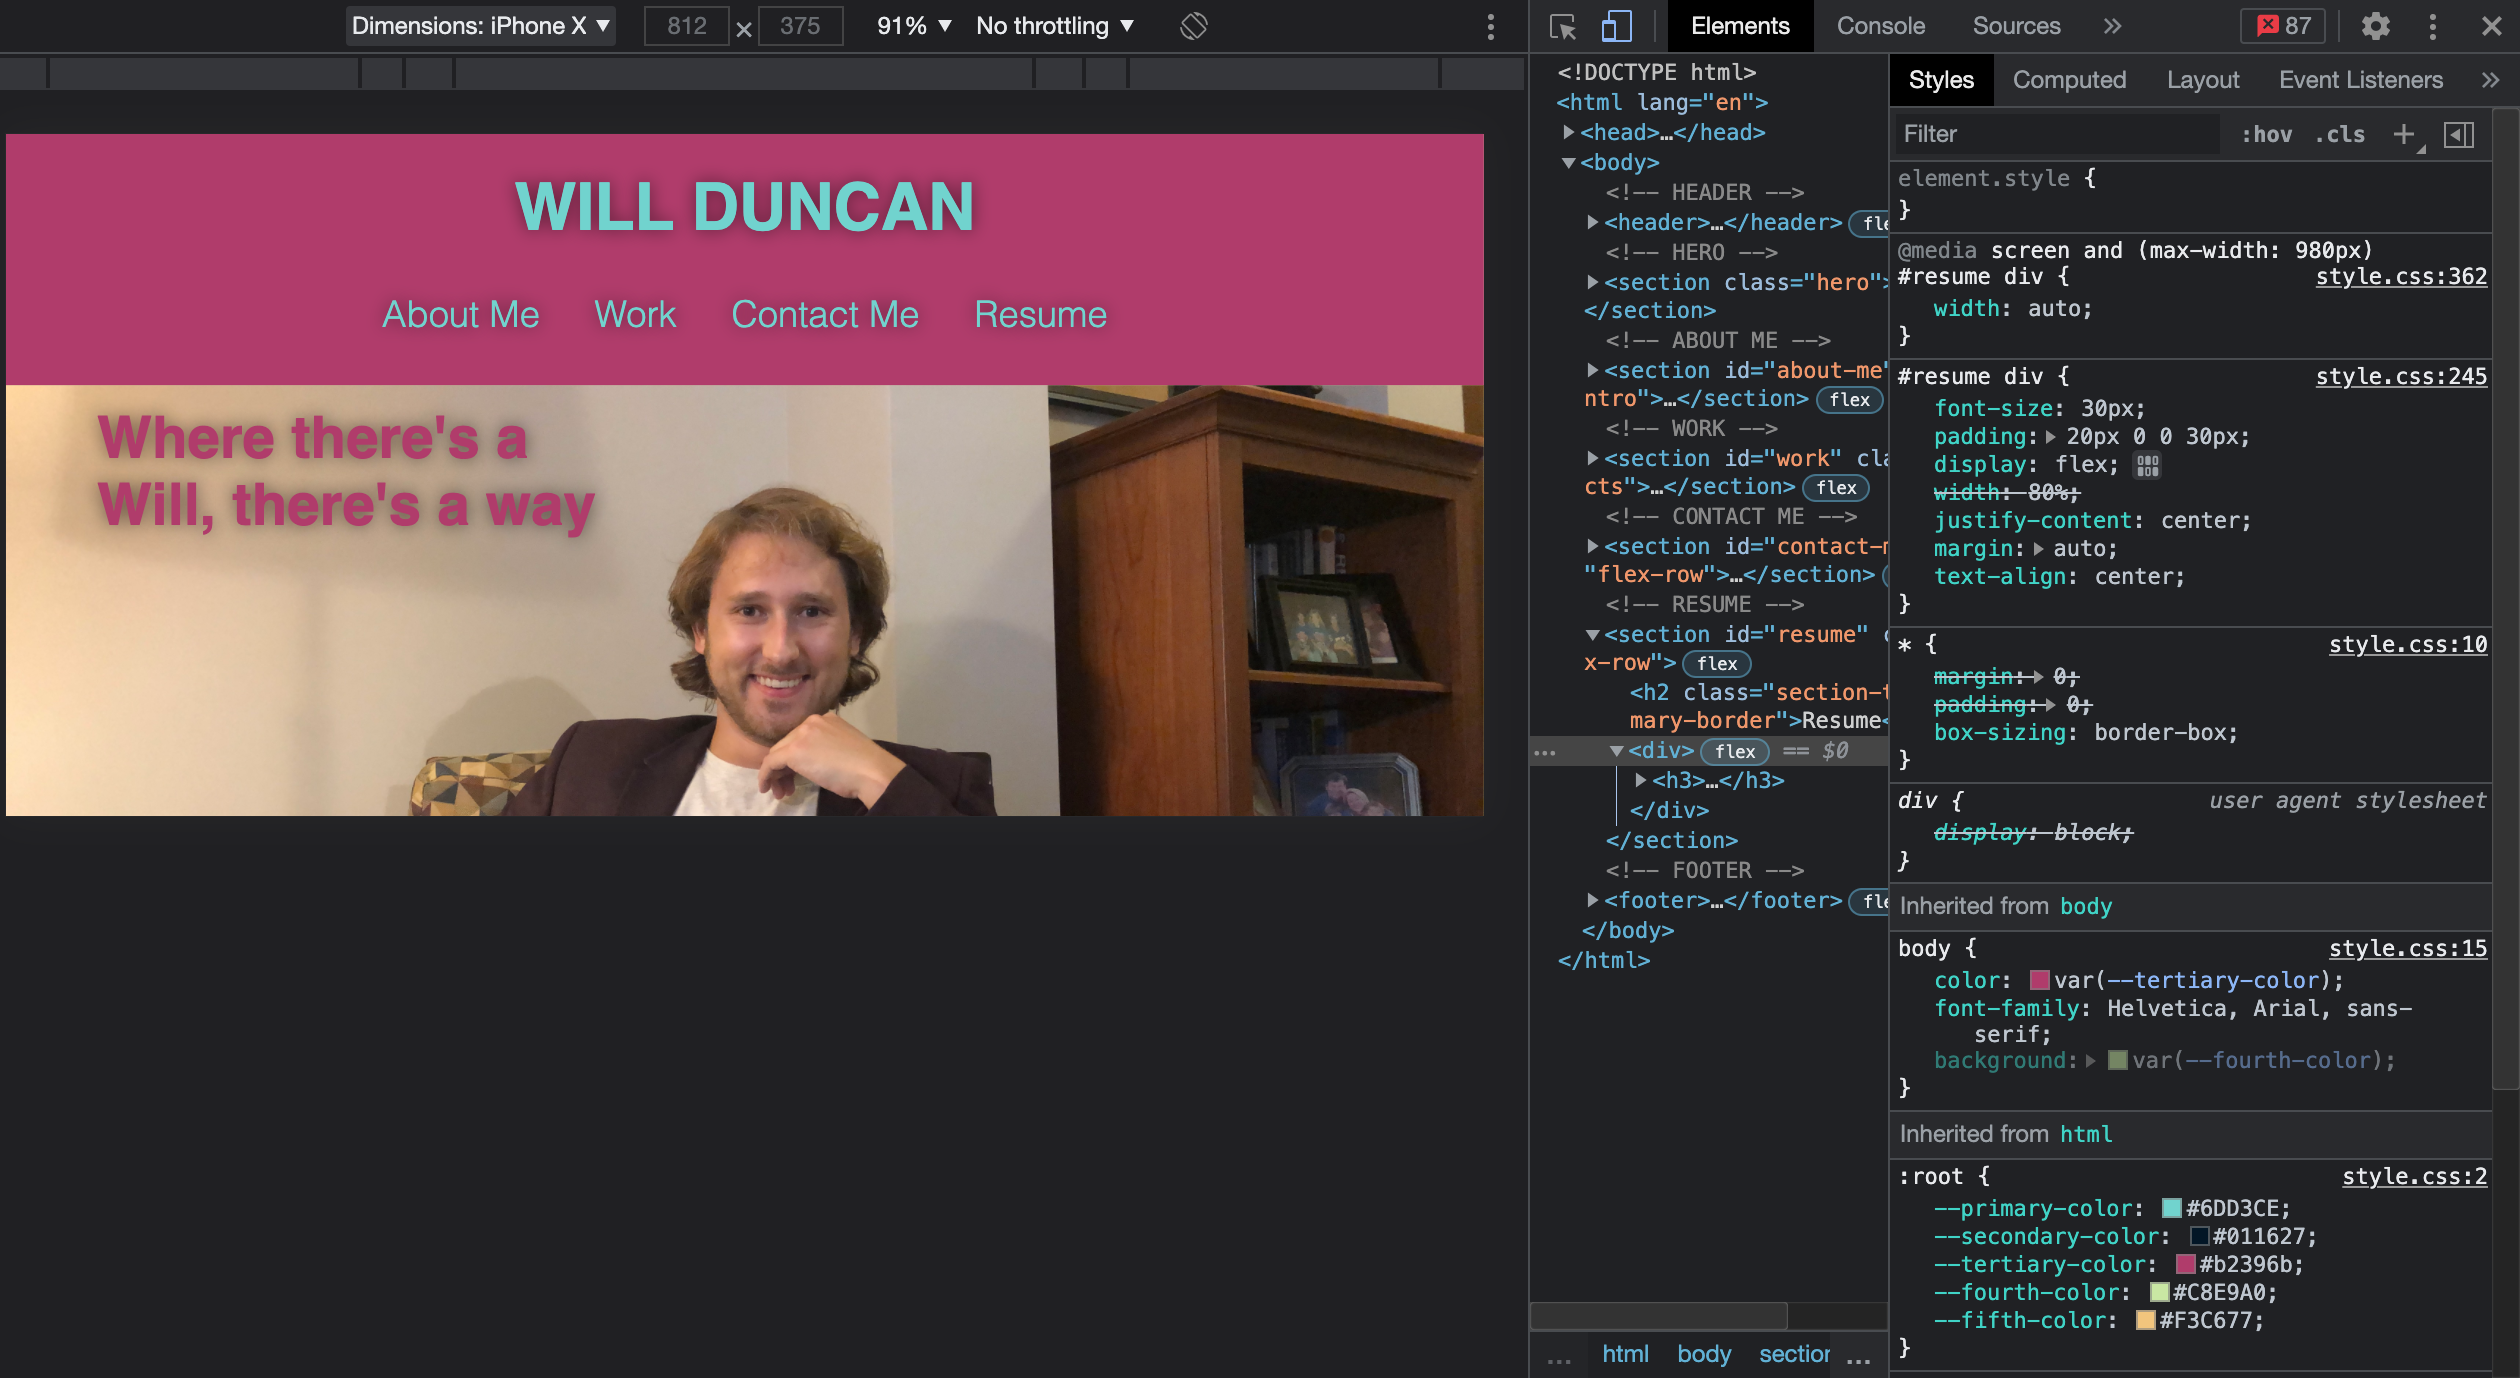 Dimensions: iPhone X ▼ 812 × 375 91% ▼ No throttling ▼
WILL DUNCAN
About Me Work Contact Me Resume
Where there's a
Will, there's a way
Elements Console Sources » 87
<!DOCTYPE html>
<html lang="en">
▶<head>…</head>
▼<body>
<!-- HEADER -->
▶<header>…</header> fle
<!-- HERO -->
▶<section class="hero">
</section>
<!-- ABOUT ME -->
▶<section id="about-me"
ntro">…</section> flex
<!-- WORK -->
▶<section id="work" cla
cts">…</section> flex
<!-- CONTACT ME -->
▶<section id="contact-m
"flex-row">…</section>
<!-- RESUME -->
▼<section id="resume" c
x-row"> flex
<h2 class="section-t
mary-border">Resume<
… ▼<div> flex == $0
▶<h3>…</h3>
</div>
</section>
<!-- FOOTER -->
▶<footer>…</footer> fle
</body>
</html>
… html body section …
Styles Computed Layout Event Listeners »
Filter :hov .cls +
element.style {
}
@media screen and (max-width: 980px)
#resume div { style.css:362
width: auto;
}
#resume div { style.css:245
font-size: 30px;
padding:▶ 20px 0 0 30px;
display: flex;
width: 80%;
justify-content: center;
margin:▶ auto;
text-align: center;
}
* { style.css:10
margin:▶ 0;
padding:▶ 0;
box-sizing: border-box;
}
div { user agent stylesheet
display: block;
}
Inherited from body
body { style.css:15
color: var(--tertiary-color);
font-family: Helvetica, Arial, sans-
serif;
background:▶ var(--fourth-color);
}
Inherited from html
:root { style.css:2
--primary-color: #6DD3CE;
--secondary-color: #011627;
--tertiary-color: #b2396b;
--fourth-color: #C8E9A0;
--fifth-color: #F3C677;
}